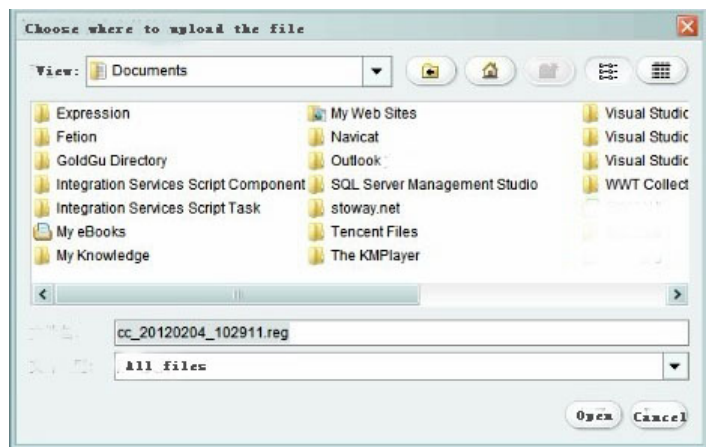 Choose where to upload the file
View: Documents
Expression
My Web Sites
Visual Studic
Fetion
Navicat
Visual Studic
GoldGu Directory
Outlook
Visual Studic
Integration Services Script Component
SQL Server Management Studio
WWT Collect
Integration Services Script Task
stoway.net
My eBooks
Tencent Files
My Knowledge
The KMPlayer
cc_20120204_102911.reg
All files
Open Cancel